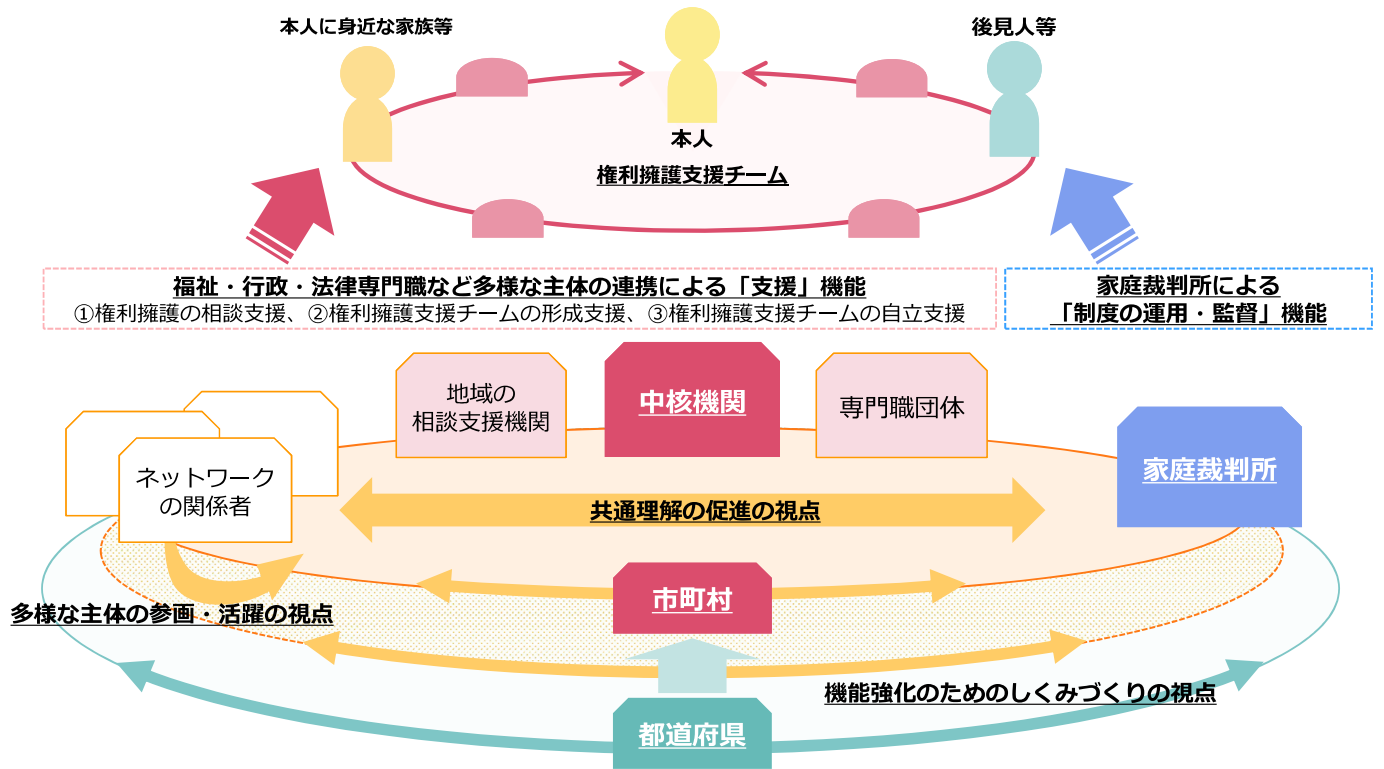 本人に身近な家族等
後見人等
本人
権利擁護支援チーム
福祉・行政・法律専門職など多様な主体の連携による「支援」機能
①権利擁護の相談支援、②権利擁護支援チームの形成支援、③権利擁護支援チームの自立支援
家庭裁判所による
「制度の運用・監督」機能
地域の
相談支援機関
中核機関
専門職団体
家庭裁判所
ネットワーク
の関係者
共通理解の促進の視点
市町村
多様な主体の参画・活躍の視点
機能強化のためのしくみづくりの視点
都道府県